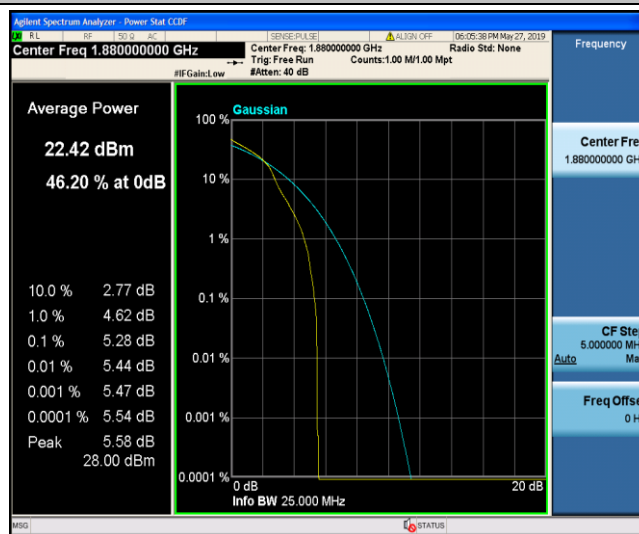 Agilent Spectrum Analyzer - Power Stat CCDF
RL RF 50 Ω AC SENSE:PULSE ALIGN OFF 06:05:38 PM May 27, 2019
Center Freq 1.880000000 GHz
Center Freq: 1.880000000 GHz Radio Std: None
Trig: Free Run Counts:1.00 M/1.00 Mpt
#IFGain:Low #Atten: 40 dB
Frequency
Average Power
22.42 dBm
46.20 % at 0dB
10.0 % 2.77 dB
1.0 % 4.62 dB
0.1 % 5.28 dB
0.01 % 5.44 dB
0.001 % 5.47 dB
0.0001 % 5.54 dB
Peak 5.58 dB
28.00 dBm
Gaussian
100 %
10 %
1 %
0.1 %
0.01 %
0.001 %
0.0001 %
0 dB 20 dB
Info BW 25.000 MHz
Center Fre
1.880000000 GH
CF Ste
5.000000 MH
Auto Ma
Freq Offse
0 H
MSG STATUS